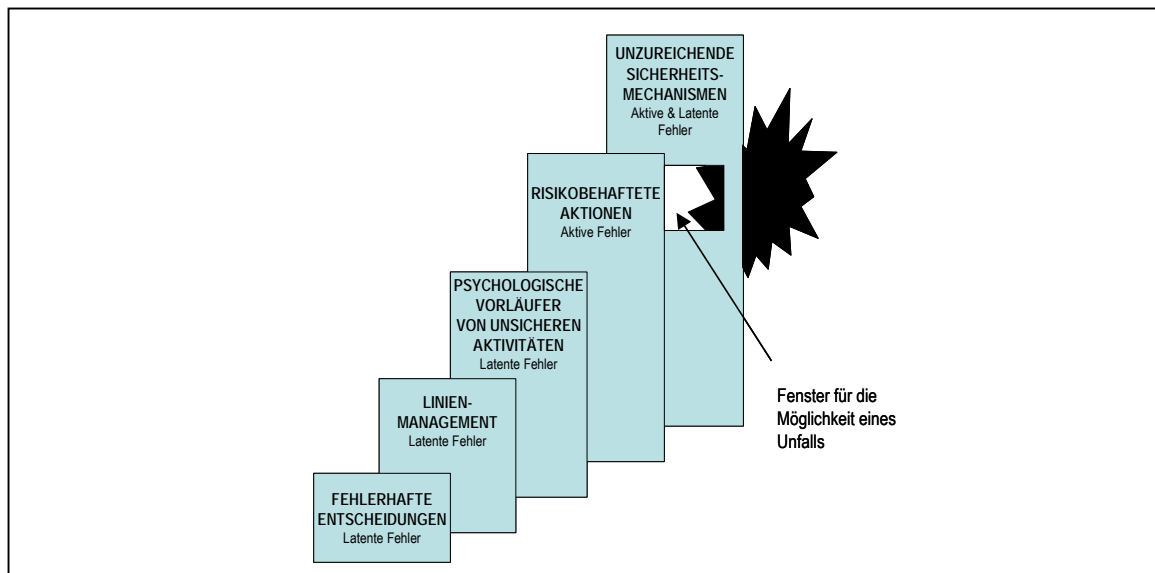 UNZUREICHENDE
SICHERHEITS-
MECHANISMEN
Aktive & Latente
Fehler
RISIKOBEHAFTETE
AKTIONEN
Aktive Fehler
PSYCHOLOGISCHE
VORLÄUFER
VON UNSICHEREN
AKTIVITÄTEN
Latente Fehler
LINIEN-
MANAGEMENT
Latente Fehler
FEHLERHAFTE
ENTSCHEIDUNGEN
Latente Fehler
Fenster für die
Möglichkeit eines
Unfalls